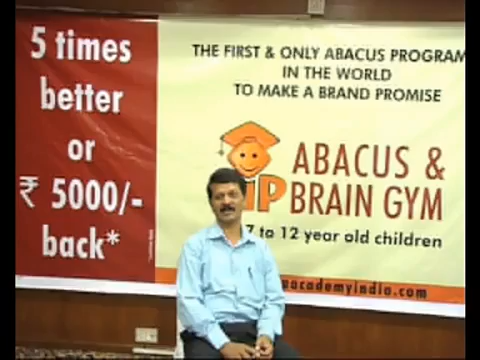 5 times
better
or
₹ 5000/-
back*
THE FIRST & ONLY ABACUS PROGRAM
IN THE WORLD
TO MAKE A BRAND PROMISE
ABACUS &
BRAIN GYM
7 to 12 year old children
academyindia.com